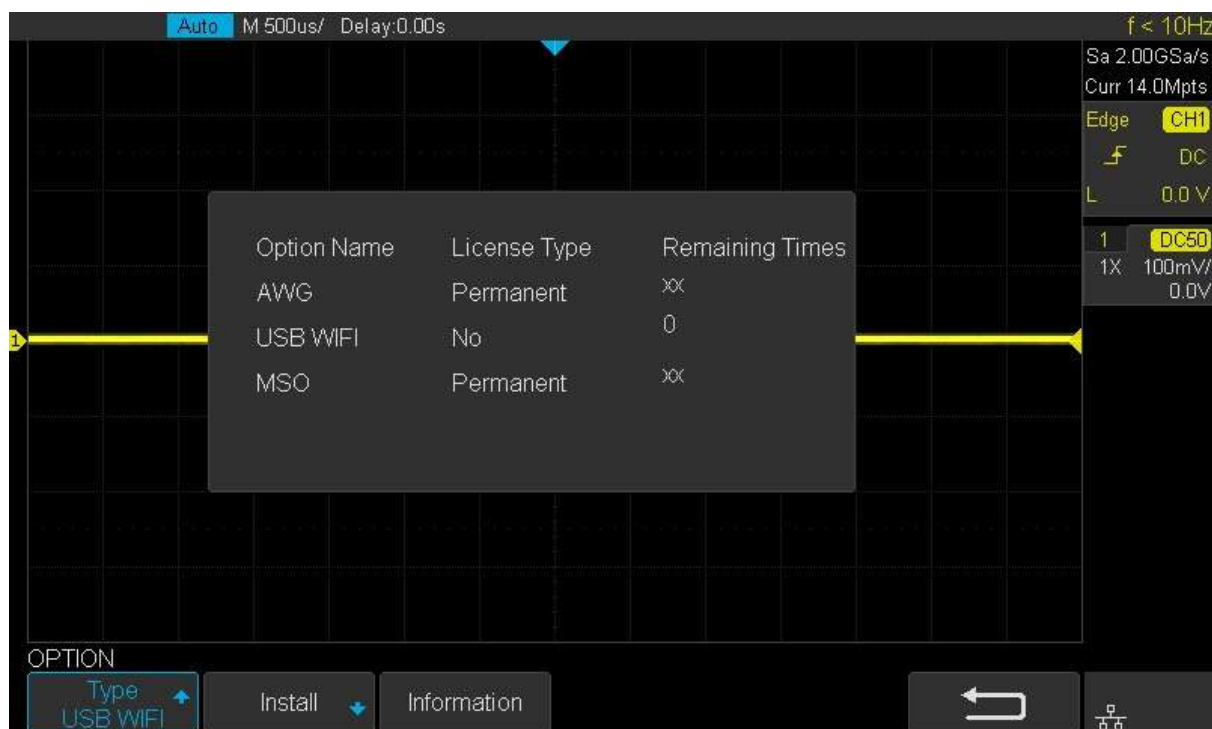 Auto M 500us/ Delay:0.00s f < 10Hz
Sa 2.00GSa/s
Curr 14.0Mpts
Edge CH1
DC
L 0.0 V
1 DC50
1X 100mV/
0.0V
Option Name License Type Remaining Times
AWG Permanent XX
USB WIFI No 0
MSO Permanent XX
1
OPTION
Type
USB WIFI
Install
Information